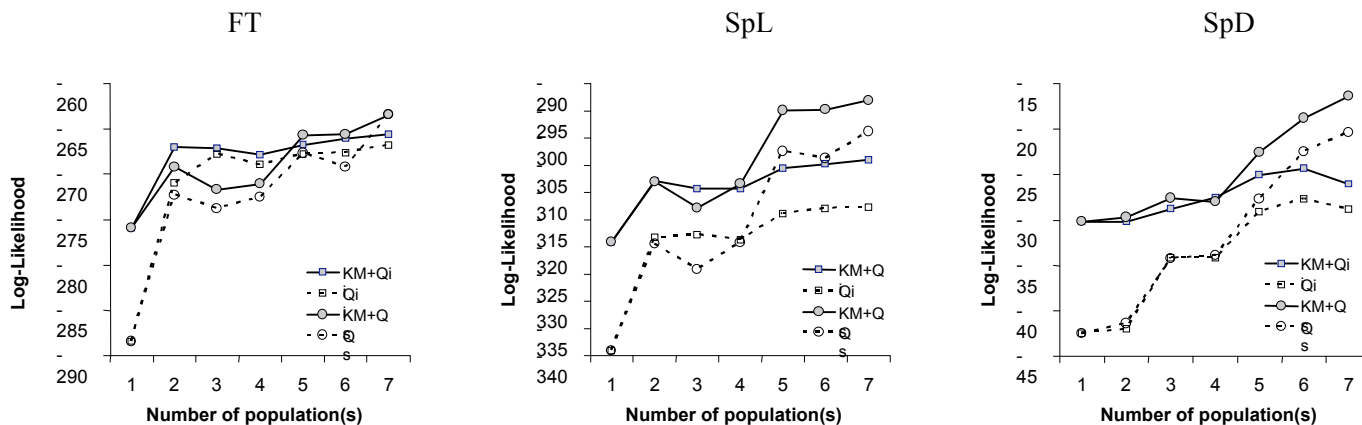 FT
SpL
SpD
Log-Likelihood
-
260
-
265
-
270
-
275
-
280
-
285
-
290
1 2 3 4 5 6 7
Number of population(s)
KM+Qi
Qi
KM+Q
Q
s
Log-Likelihood
-
290
-
295
-
300
-
305
-
310
-
315
-
320
-
325
-
330
-
335
-
340
1 2 3 4 5 6 7
Number of population(s)
KM+Q
i
Qi
KM+Q
s
Q
s
Log-Likelihood
-
15
-
20
-
25
-
30
-
35
-
40
-
45
1 2 3 4 5 6 7
Number of population(s)
KM+Qi
Qi
KM+Q
s
Q
s